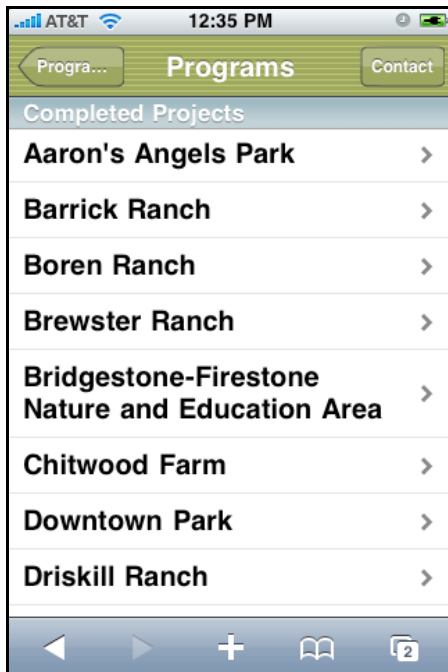 AT&T 12:35 PM
Progra... Programs Contact
Completed Projects
Aaron's Angels Park
Barrick Ranch
Boren Ranch
Brewster Ranch
Bridgestone-Firestone
Nature and Education Area
Chitwood Farm
Downtown Park
Driskill Ranch
2